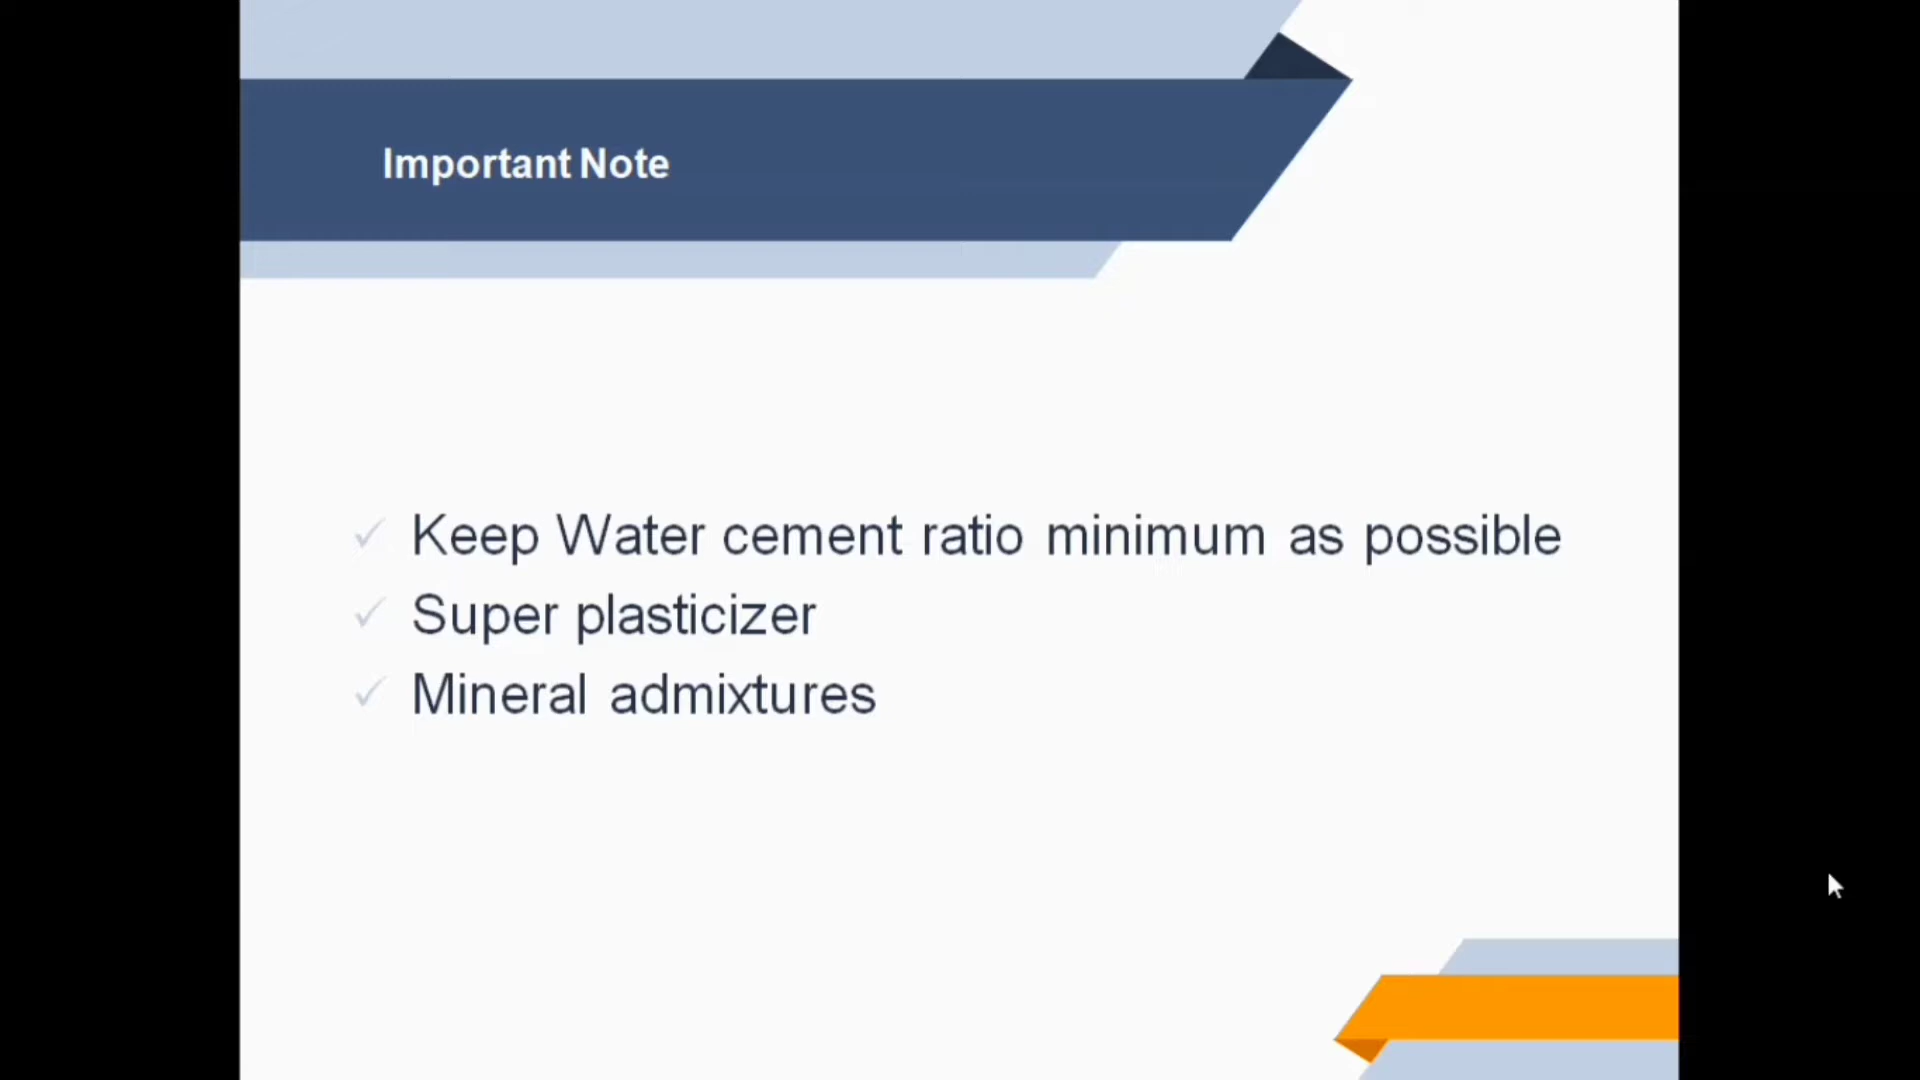 Important Note
Keep Water cement ratio minimum as possible
Super plasticizer
Mineral admixtures